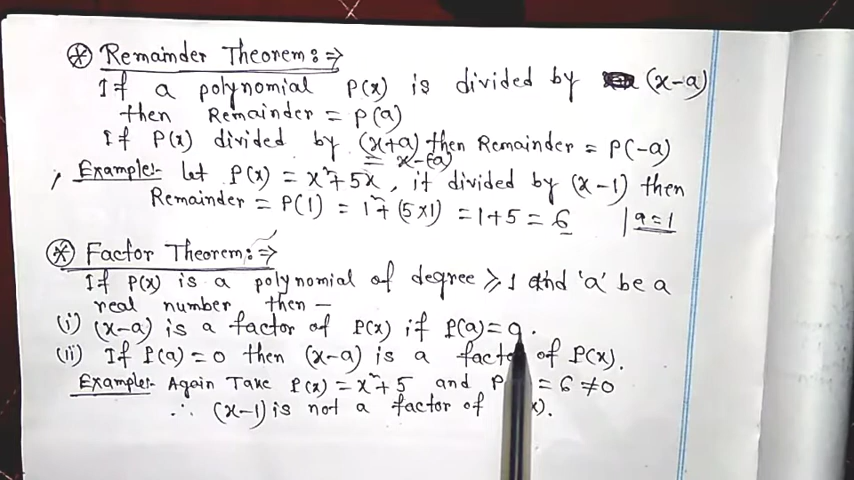 ⊛ Remainder Theorem:⇒
If a polynomial P(x) is divided by (x-a)
then Remainder = P(a)
If P(x) divided by (x+a) then Remainder = P(-a)
= x-(-a)
Example:- Let P(x) = x²+5x, it divided by (x-1) then
Remainder = P(1) = 1²+(5×1) = 1+5 = 6 | a=1
⊛ Factor Theorem:⇒
If P(x) is a polynomial of degree ⩾ 1 and 'a' be a
real number then —
(i) (x-a) is a factor of P(x) if P(a)=0.
(ii) If P(a)=0 then (x-a) is a factor of P(x).
Example:- Again Take P(x) = x²+5 and P = 6 ≠0
∴ (x-1) is not a factor of x).